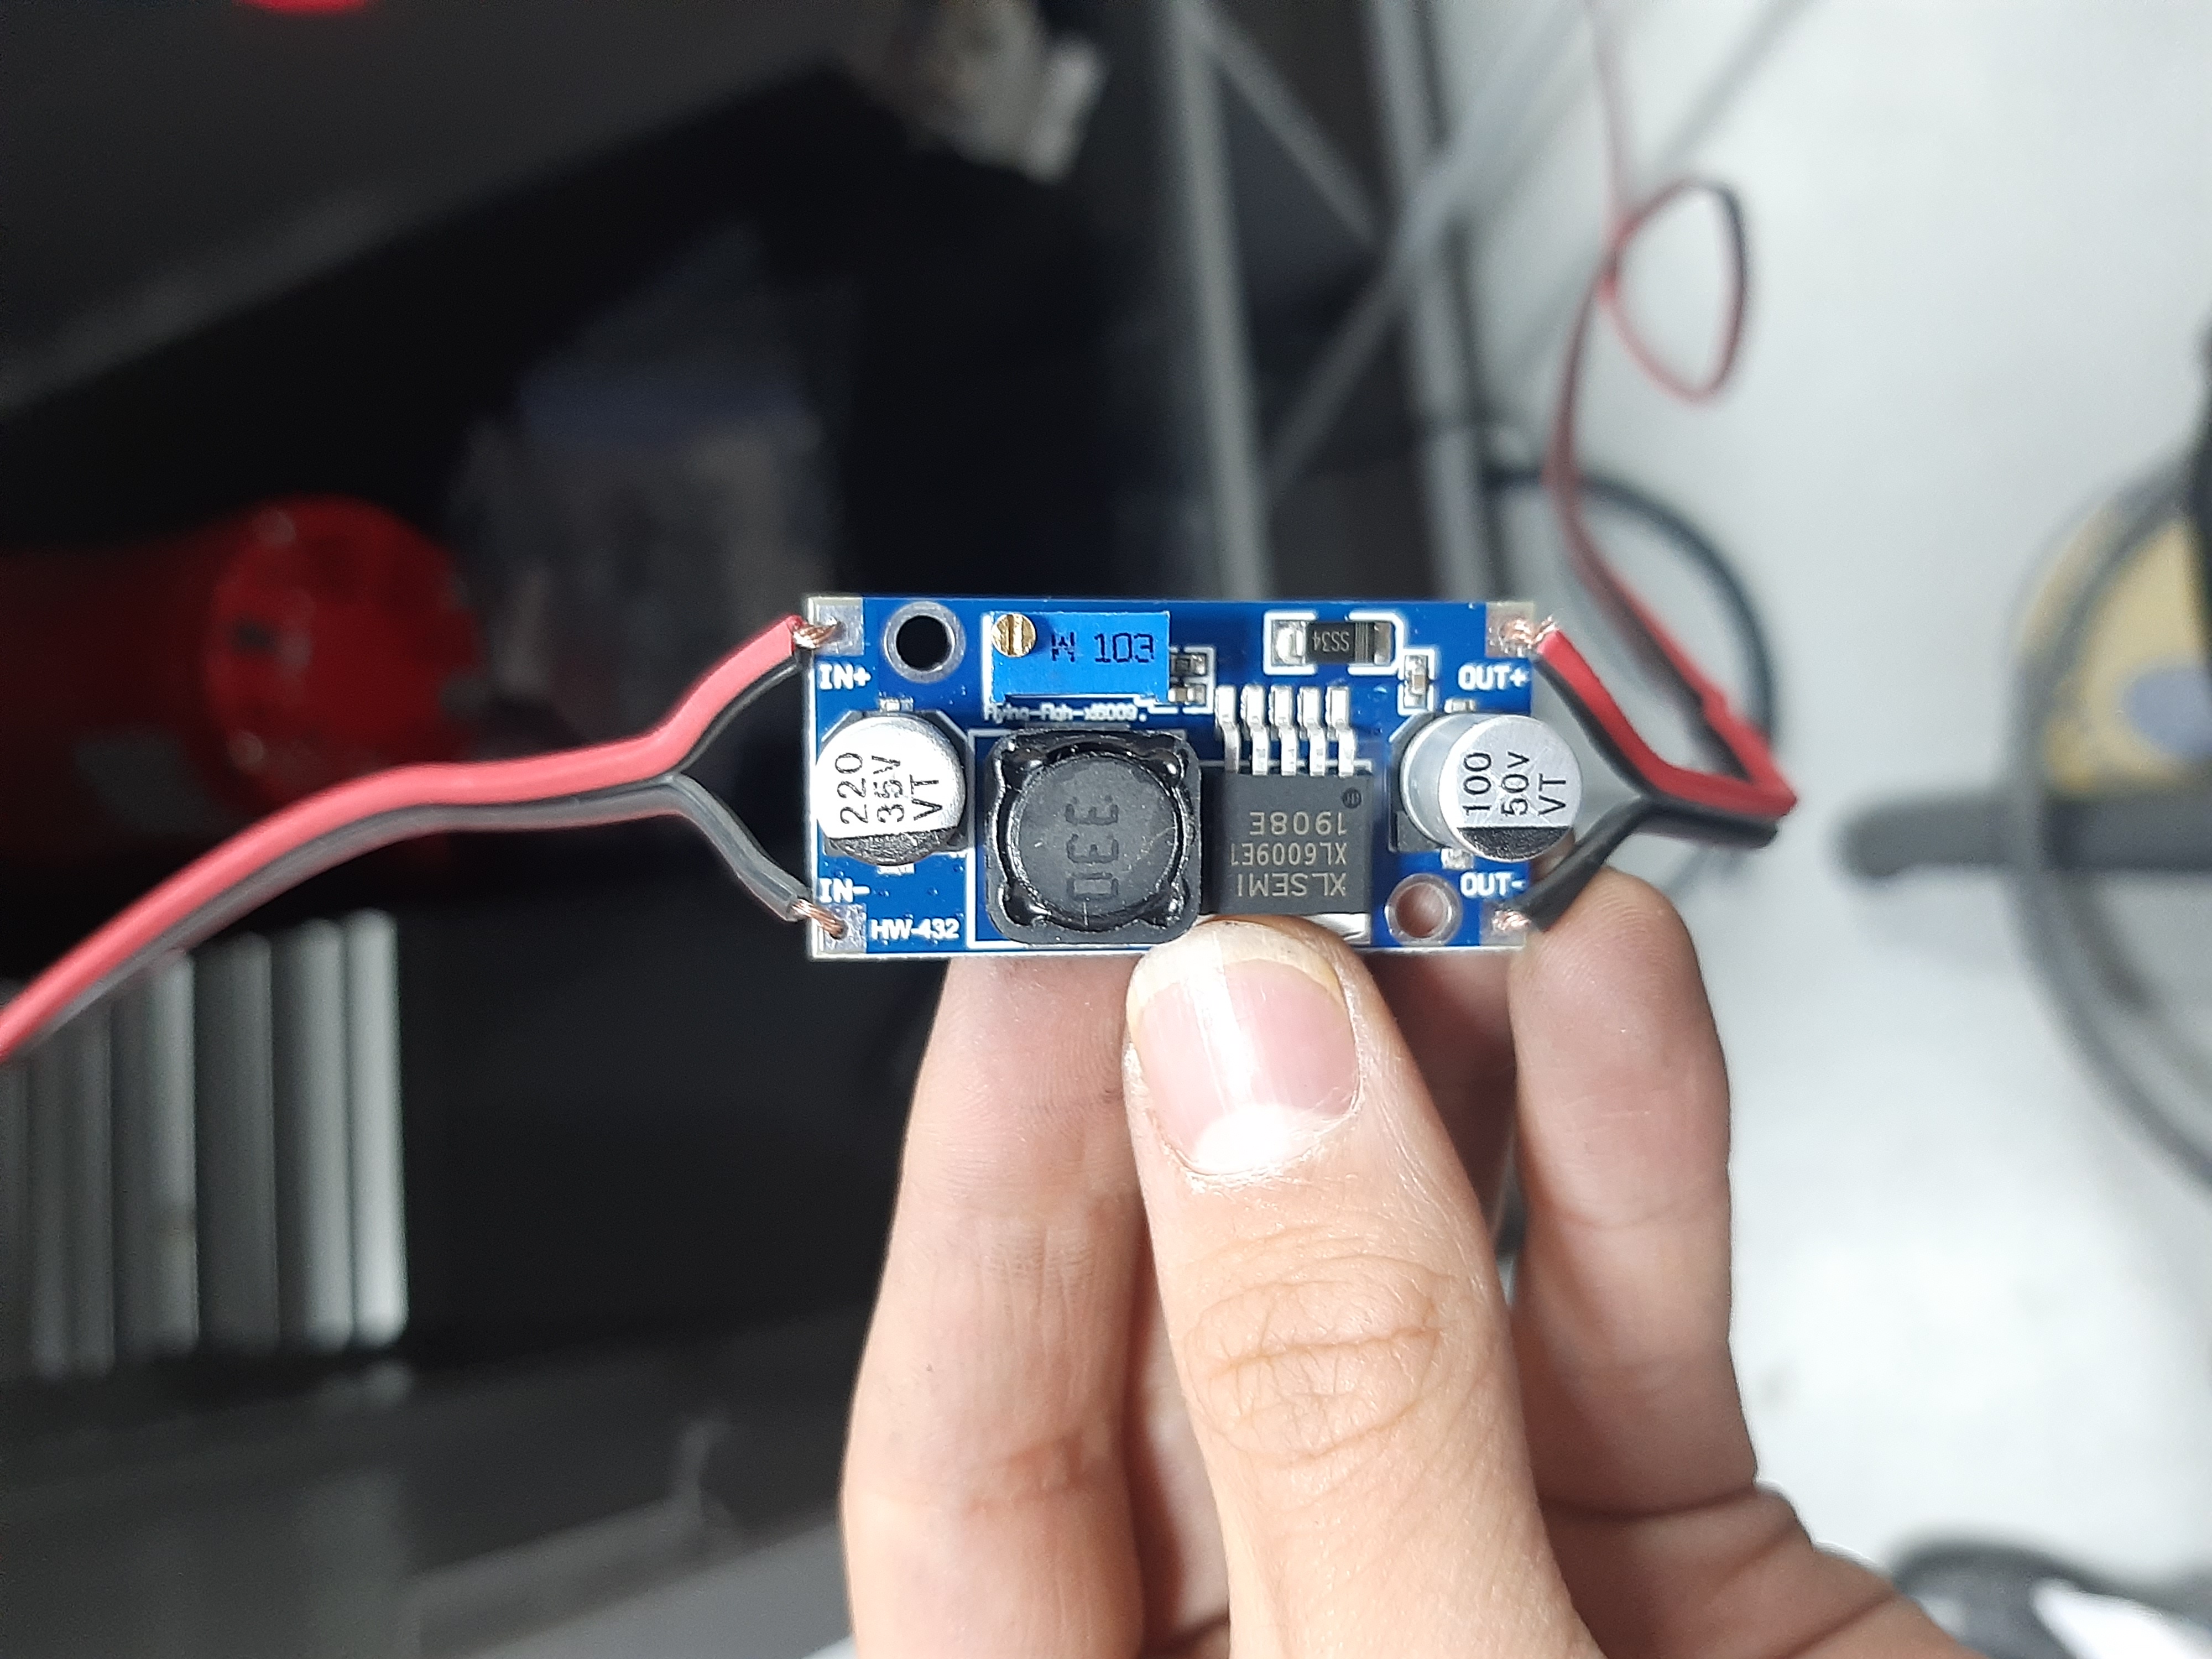 IN-
IN+
220
35V
VT
HW-432
330
W 103
XLSEMI
XL6009E1
1908E
SS34
OUT-
OUT+
100
50V
VT